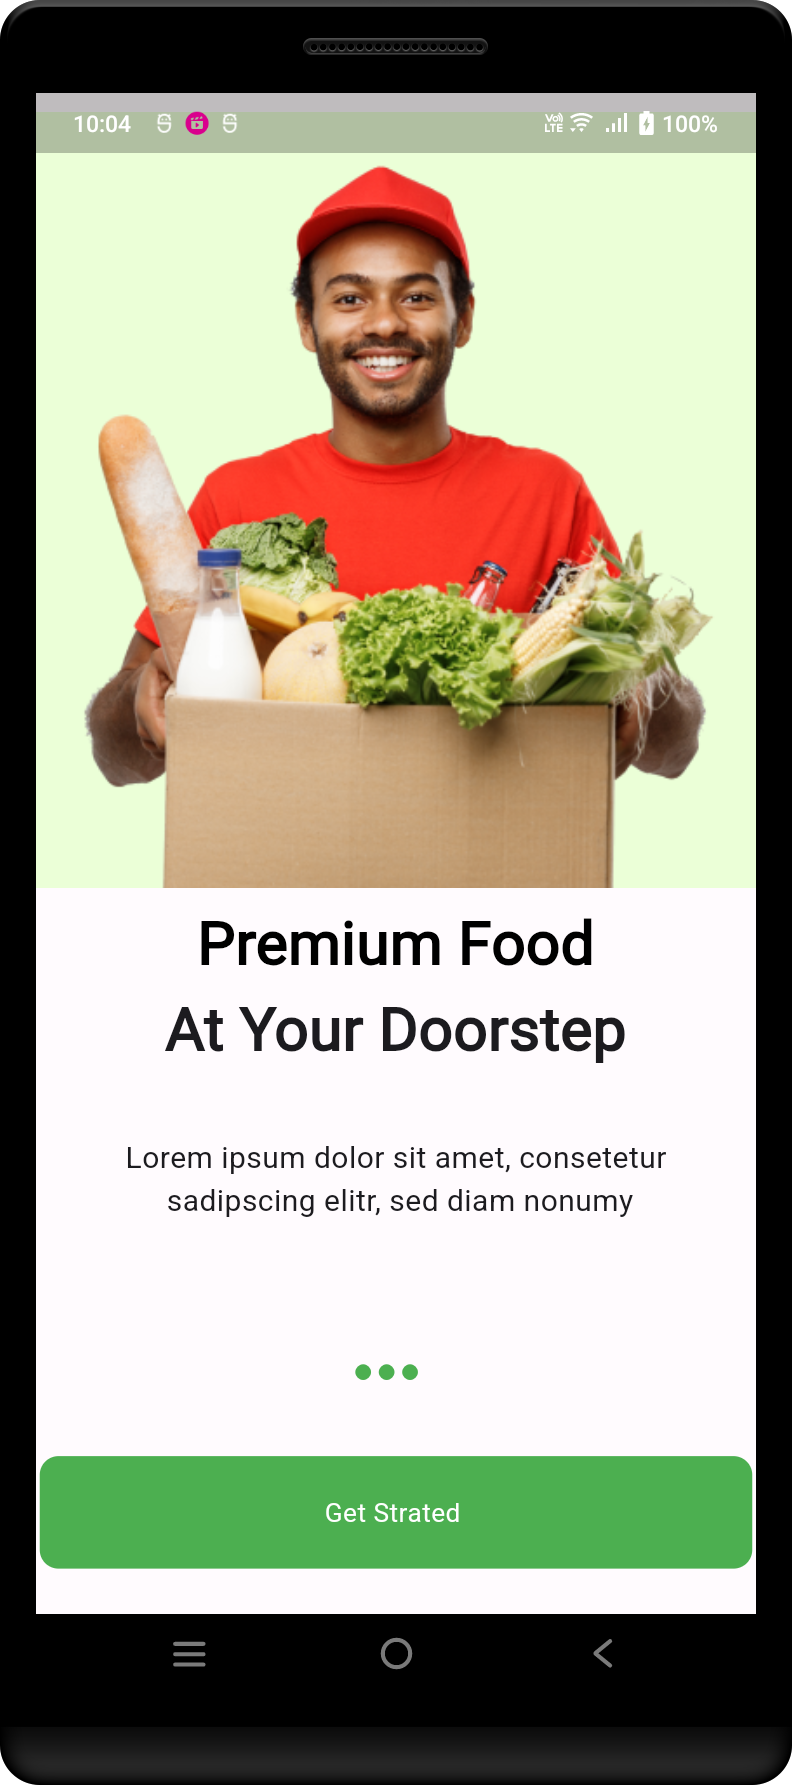 10:04 Vo) LTE 100%
Premium Food
At Your Doorstep
Lorem ipsum dolor sit amet, consetetur
sadipscing elitr, sed diam nonumy
Get Strated